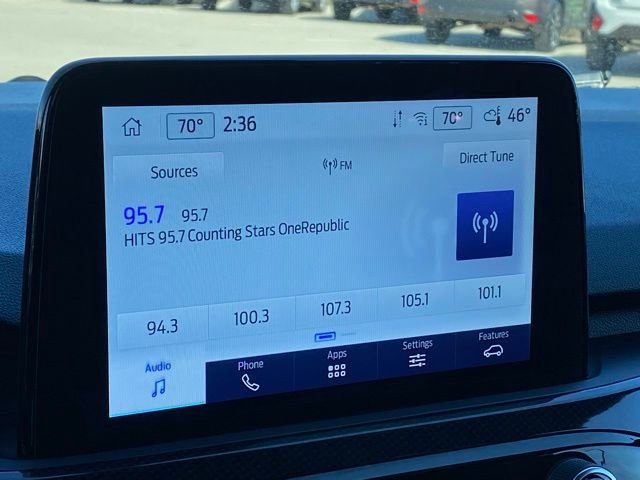 70° 2:36 70° 46°
Sources FM Direct Tune
95.7 95.7
HITS 95.7 Counting Stars OneRepublic
94.3 100.3 107.3 105.1 101.1
Audio Phone Apps Settings Features